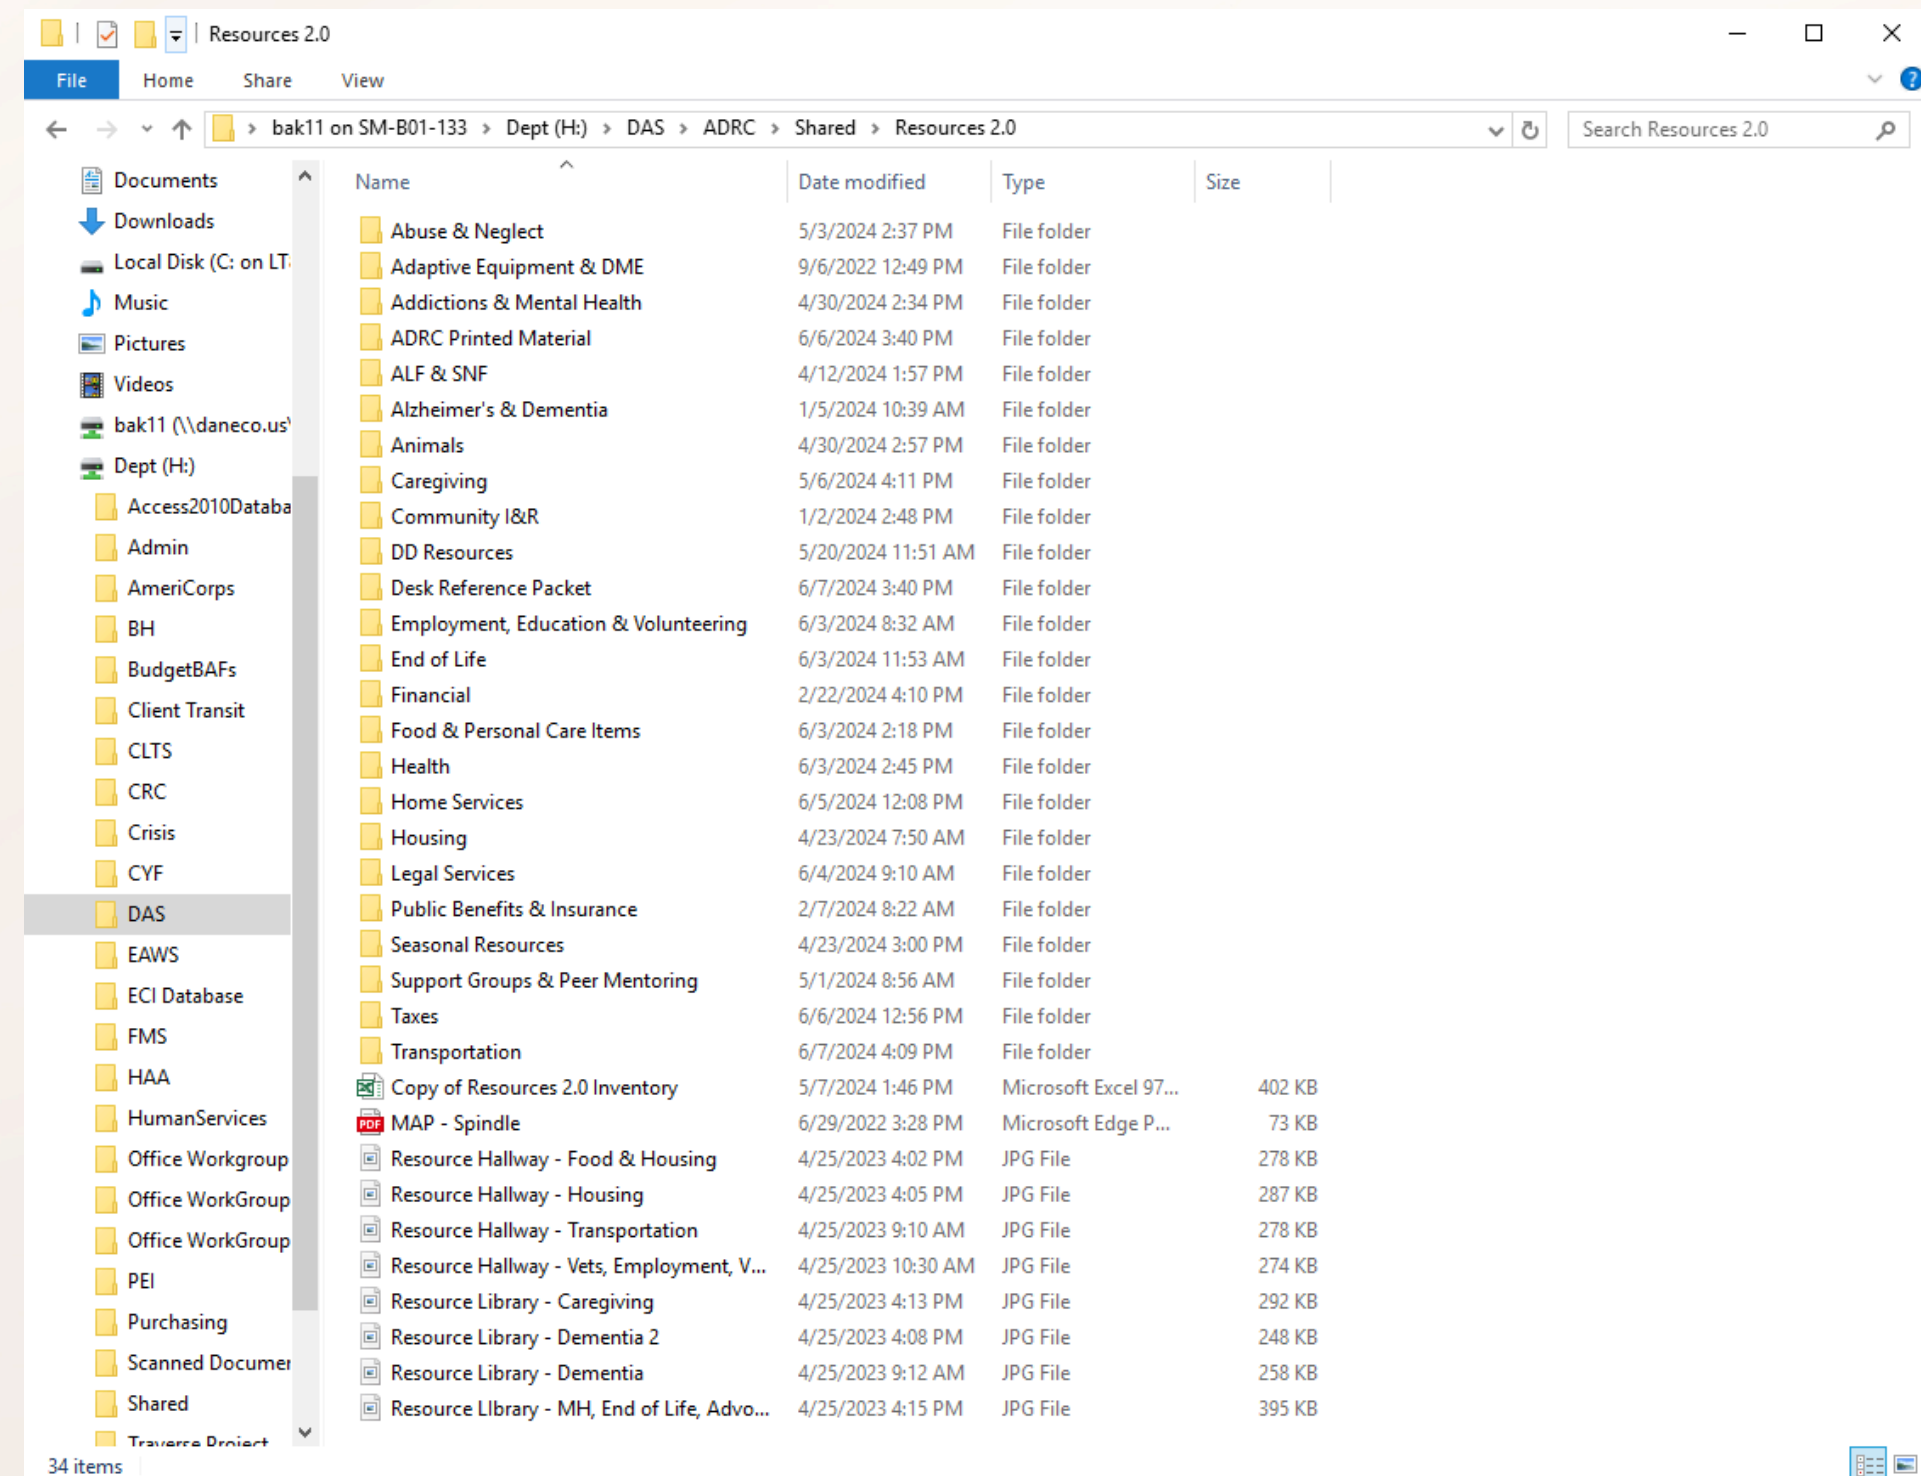 Resources 2.0
File Home Share View
bak11 on SM-B01-133 > Dept (H:) > DAS > ADRC > Shared > Resources 2.0
Search Resources 2.0
Documents
Downloads
Local Disk (C: on LT
Music
Pictures
Videos
bak11 (\\daneco.us\
Dept (H:)
Access2010Databa
Admin
AmeriCorps
BH
BudgetBAFs
Client Transit
CLTS
CRC
Crisis
CYF
DAS
EAWS
ECI Database
FMS
HAA
HumanServices
Office Workgroup
Office WorkGroup
Office WorkGroup
PEI
Purchasing
Scanned Documer
Shared
Traverse Project
Name Date modified Type Size
Abuse & Neglect 5/3/2024 2:37 PM File folder
Adaptive Equipment & DME 9/6/2022 12:49 PM File folder
Addictions & Mental Health 4/30/2024 2:34 PM File folder
ADRC Printed Material 6/6/2024 3:40 PM File folder
ALF & SNF 4/12/2024 1:57 PM File folder
Alzheimer's & Dementia 1/5/2024 10:39 AM File folder
Animals 4/30/2024 2:57 PM File folder
Caregiving 5/6/2024 4:11 PM File folder
Community I&R 1/2/2024 2:48 PM File folder
DD Resources 5/20/2024 11:51 AM File folder
Desk Reference Packet 6/7/2024 3:40 PM File folder
Employment, Education & Volunteering 6/3/2024 8:32 AM File folder
End of Life 6/3/2024 11:53 AM File folder
Financial 2/22/2024 4:10 PM File folder
Food & Personal Care Items 6/3/2024 2:18 PM File folder
Health 6/3/2024 2:45 PM File folder
Home Services 6/5/2024 12:08 PM File folder
Housing 4/23/2024 7:50 AM File folder
Legal Services 6/4/2024 9:10 AM File folder
Public Benefits & Insurance 2/7/2024 8:22 AM File folder
Seasonal Resources 4/23/2024 3:00 PM File folder
Support Groups & Peer Mentoring 5/1/2024 8:56 AM File folder
Taxes 6/6/2024 12:56 PM File folder
Transportation 6/7/2024 4:09 PM File folder
Copy of Resources 2.0 Inventory 5/7/2024 1:46 PM Microsoft Excel 97... 402 KB
PDF MAP - Spindle 6/29/2022 3:28 PM Microsoft Edge P... 73 KB
Resource Hallway - Food & Housing 4/25/2023 4:02 PM JPG File 278 KB
Resource Hallway - Housing 4/25/2023 4:05 PM JPG File 287 KB
Resource Hallway - Transportation 4/25/2023 9:10 AM JPG File 278 KB
Resource Hallway - Vets, Employment, V... 4/25/2023 10:30 AM JPG File 274 KB
Resource Library - Caregiving 4/25/2023 4:13 PM JPG File 292 KB
Resource Library - Dementia 2 4/25/2023 4:08 PM JPG File 248 KB
Resource Library - Dementia 4/25/2023 9:12 AM JPG File 258 KB
Resource LIbrary - MH, End of Life, Advo... 4/25/2023 4:15 PM JPG File 395 KB
34 items